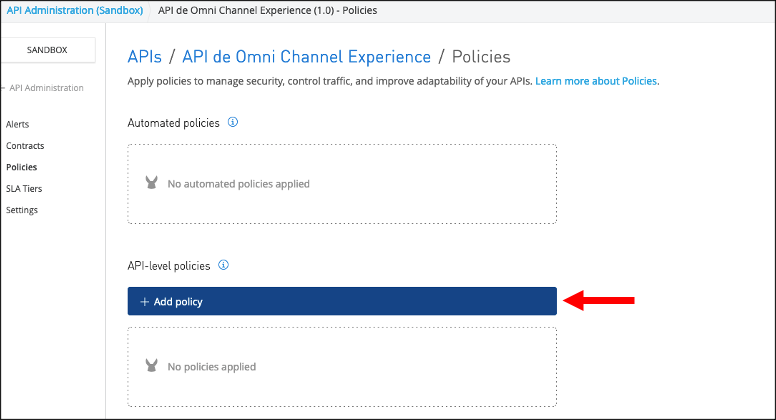 API Administration (Sandbox) API de Omni Channel Experience (1.0) - Policies
SANDBOX
API Administration
Alerts
Contracts
Policies
SLA Tiers
Settings
APIs / API de Omni Channel Experience / Policies
Apply policies to manage security, control traffic, and improve adaptability of your APIs. Learn more about Policies.
Automated policies
No automated policies applied
API-level policies
+ Add policy
No policies applied